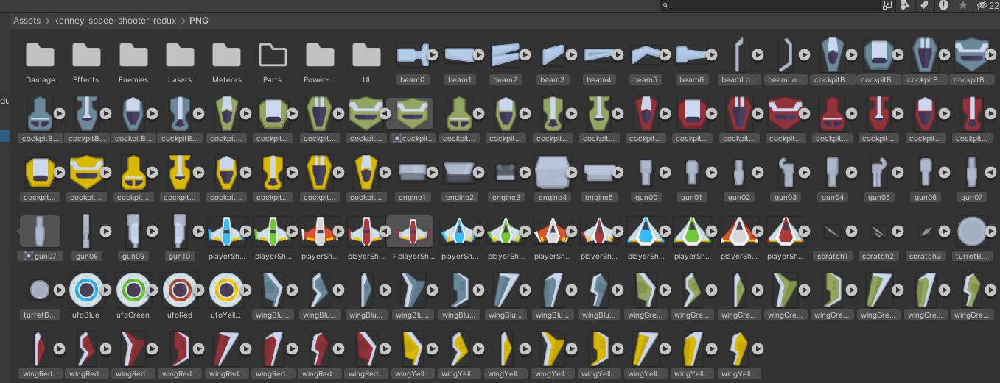 22
Assets > kenney_space-shooter-redux > PNG
Damage Effects Enemies Lasers Meteors Parts Power-... UI beam0 beam1 beam2 beam3 beam4 beam5 beam6 beamLo... beamLo... cockpitB... cockpitB... cockpitB... cockpitB...
du
cockpitB... cockpitB... cockpitB... cockpitB... cockpit... cockpit... cockpit... cockpit... cockpit... cockpit... cockpit... cockpit... cockpit... cockpit... cockpit... cockpit... cockpit... cockpit... cockpit... cockpit... cockpit...
cockpit... cockpit... cockpit... cockpit... cockpit... cockpit... cockpit... cockpit... engine1 engine2 engine3 engine4 engine5 gun00 gun01 gun02 gun03 gun04 gun05 gun06 gun07
gun07 gun08 gun09 gun10 playerSh... playerSh... playerSh... playerSh... playerSh... playerSh... playerSh... playerSh... playerSh... playerSh... playerSh... playerSh... playerSh... scratch1 scratch2 scratch3 turretB...
turretB... ufoBlue ufoGreen ufoRed ufoYell... wingBlu... wingBlu... wingBlu... wingBlu... wingBlu... wingBlu... wingBlu... wingBlu... wingGre... wingGre... wingGre... wingGre... wingGre... wingGre... wingGre... wingGre...
wingRed... wingRed... wingRed... wingRed... wingRed... wingRed... wingRed... wingRed... wingYell... wingYell... wingYell... wingYell... wingYell... wingYell... wingYell... wingYell...